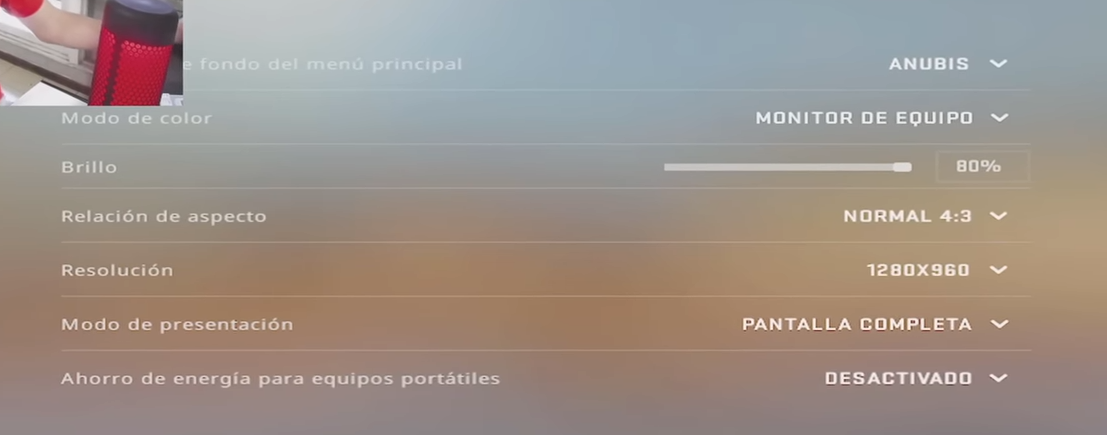 e fondo del menú principal ANUBIS
Modo de color MONITOR DE EQUIPO
Brillo 80%
Relación de aspecto NORMAL 4:3
Resolución 1280X960
Modo de presentación PANTALLA COMPLETA
Ahorro de energía para equipos portátiles DESACTIVADO